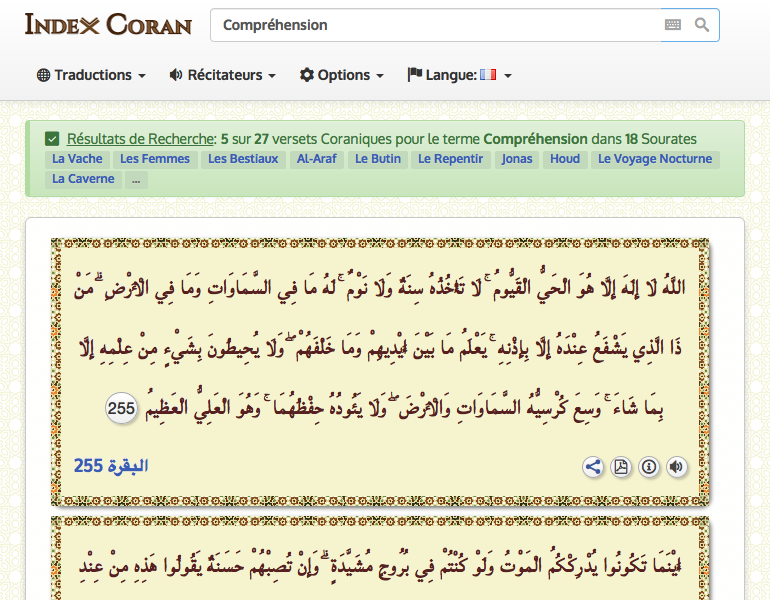 Index Coran
Compréhension
Traductions
Récitateurs
Options
Langue:
Résultats de Recherche: 5 sur 27 versets Coraniques pour le terme Compréhension dans 18 Sourates
La Vache Les Femmes Les Bestiaux Al-Araf Le Butin Le Repentir Jonas Houd Le Voyage Nocturne
La Caverne ...
اللَّهُ لَا إِلَٰهَ إِلَّا هُوَ الْحَيُّ الْقَيُّومُ ۚ لَا تَأْخُذُهُ سِنَةٌ وَلَا نَوْمٌ ۚ لَهُ مَا فِي السَّمَاوَاتِ وَمَا فِي الْأَرْضِ ۗ مَنْ
ذَا الَّذِي يَشْفَعُ عِنْدَهُ إِلَّا بِإِذْنِهِ ۚ يَعْلَمُ مَا بَيْنَ أَيْدِيهِمْ وَمَا خَلْفَهُمْ ۖ وَلَا يُحِيطُونَ بِشَيْءٍ مِنْ عِلْمِهِ إِلَّا
بِمَا شَاءَ ۚ وَسِعَ كُرْسِيُّهُ السَّمَاوَاتِ وَالْأَرْضَ ۖ وَلَا يَئُودُهُ حِفْظُهُمَا ۚ وَهُوَ الْعَلِيُّ الْعَظِيمُ 255
البقرة 255
أَيْنَمَا تَكُونُوا يُدْرِكْكُمُ الْمَوْتُ وَلَوْ كُنْتُمْ فِي بُرُوجٍ مُشَيَّدَةٍ ۗ وَإِنْ تُصِبْهُمْ حَسَنَةٌ يَقُولُوا هَٰذِهِ مِنْ عِنْدِ